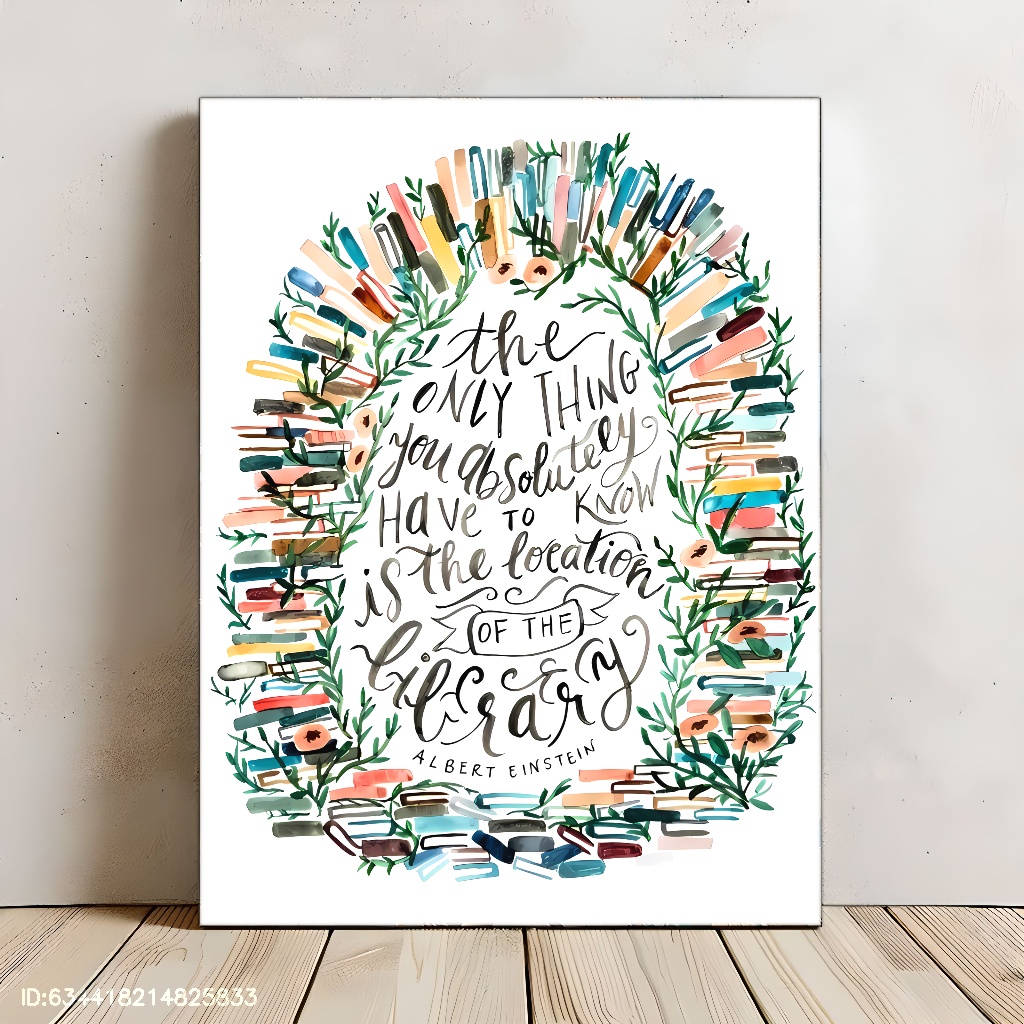 the
ONLY THING
you absolutely
HAVE TO KNOW
is the location
OF THE
library
ALBERT EINSTEIN
ID:634418214825833